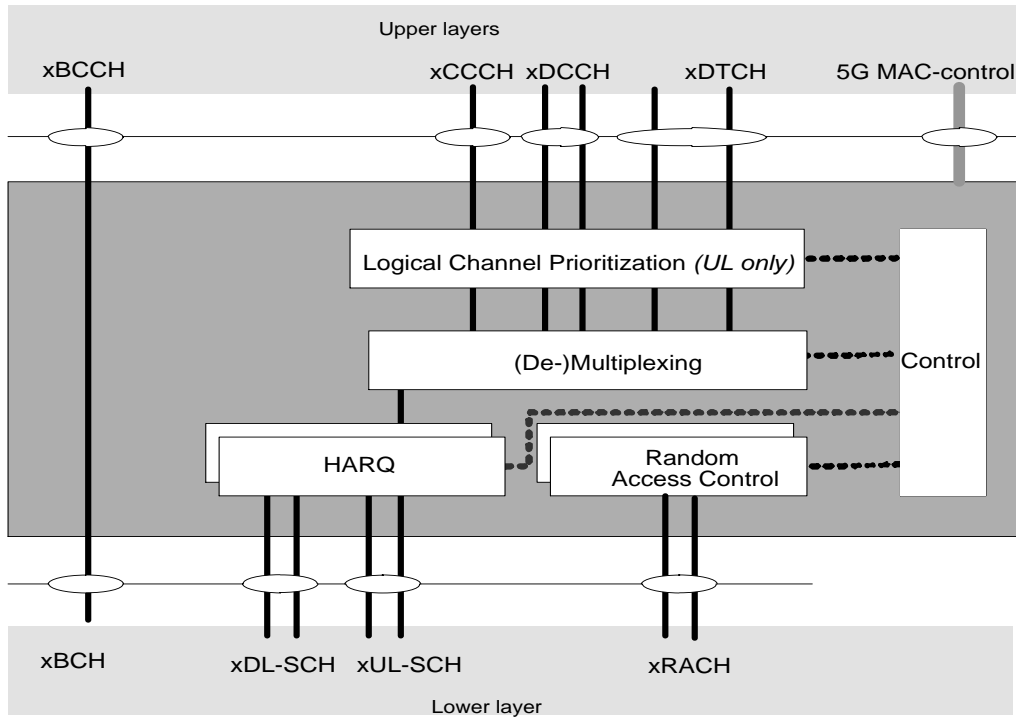 Upper layers
xBCCH
xCCCH
xDCCH
xDTCH
5G MAC-control
Logical Channel Prioritization (UL only)
(De-)Multiplexing
Control
HARQ
Random
Access Control
xBCH
xDL-SCH
xUL-SCH
xRACH
Lower layer